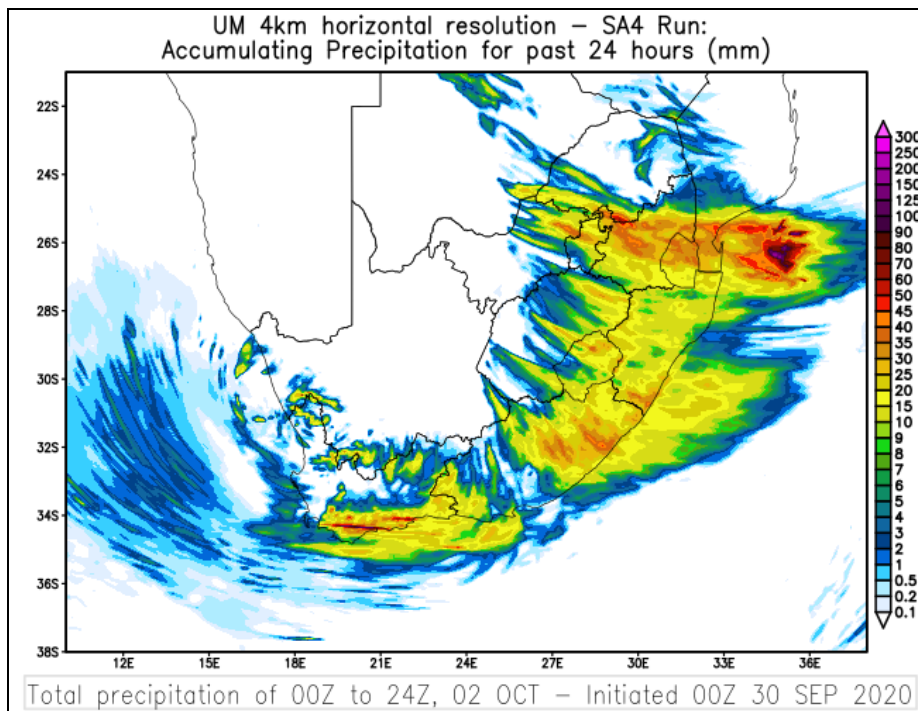 UM 4km horizontal resolution – SA4 Run:
Accumulating Precipitation for past 24 hours (mm)
22S
24S
26S
28S
30S
32S
34S
36S
38S
12E
15E
18E
21E
24E
27E
30E
33E
36E
300
250
200
150
125
100
90
80
70
60
50
45
40
35
30
25
20
15
10
9
8
7
6
5
4
3
2
1
0.5
0.2
0.1
Total precipitation of 00Z to 24Z, 02 OCT – Initiated 00Z 30 SEP 2020